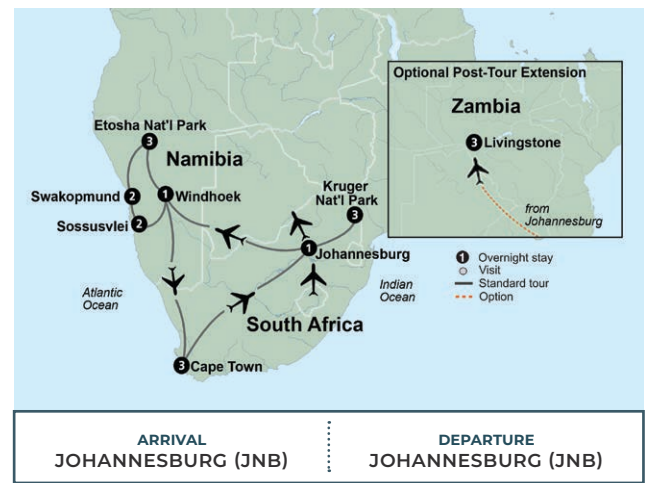 Optional Post-Tour Extension
Zambia
3 Livingstone
from
Johannesburg
Etosha Nat'l Park
3
Namibia
Swakopmund 2
1 Windhoek
Sossusvlei 2
Kruger
Nat'l Park
3
1 Johannesburg
Atlantic
Ocean
Indian
Ocean
South Africa
3 Cape Town
1 Overnight stay
Visit
Standard tour
Option
ARRIVAL
JOHANNESBURG (JNB)
DEPARTURE
JOHANNESBURG (JNB)